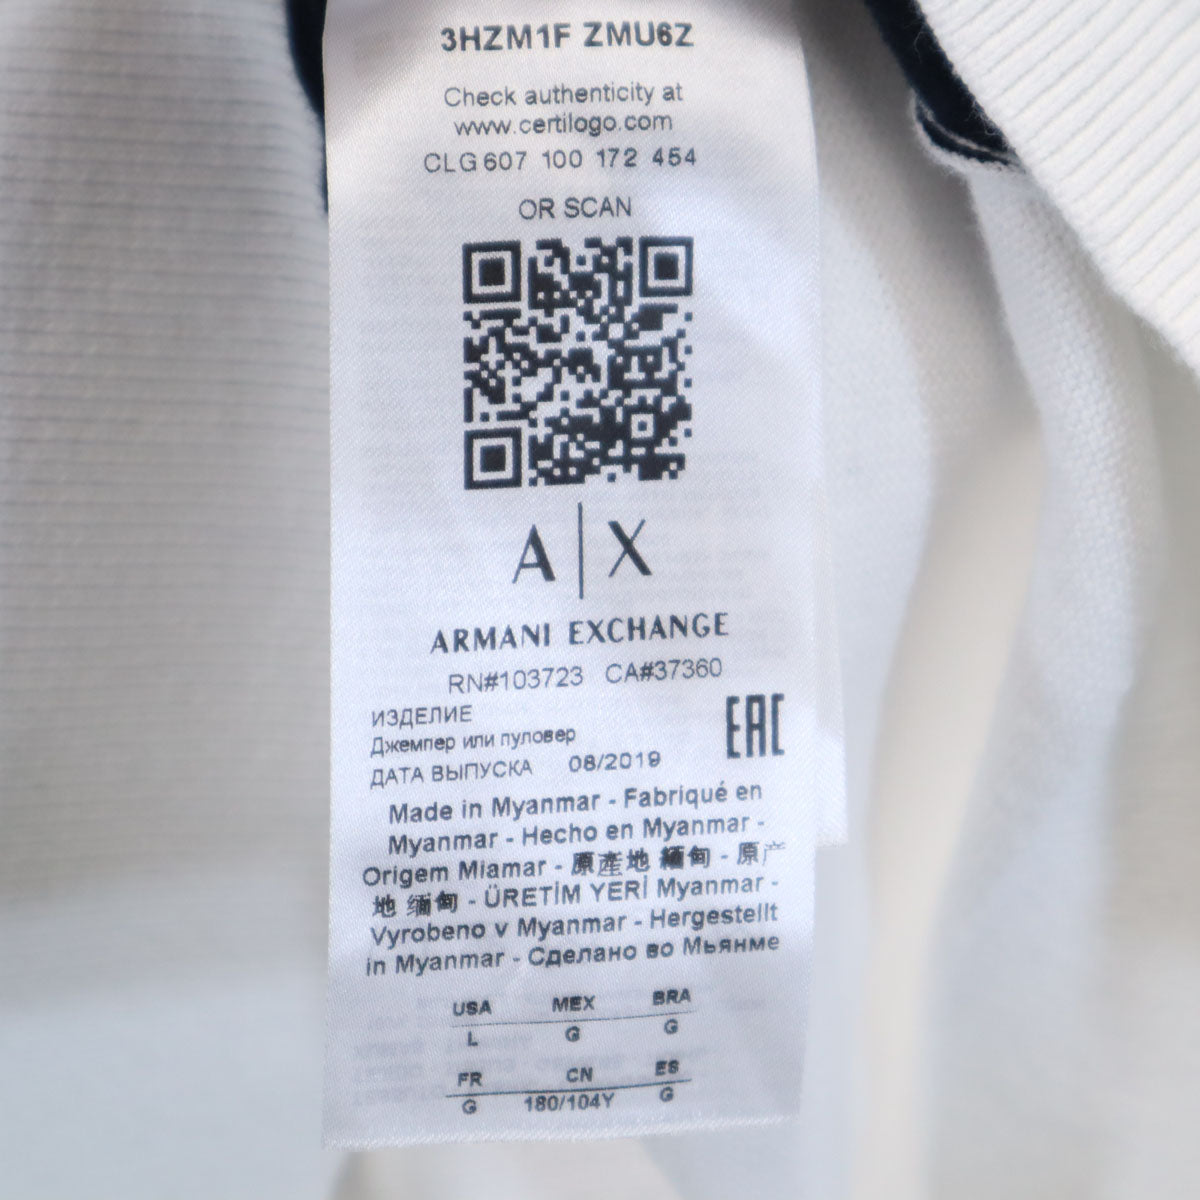 3HZM1F ZMU6Z
Check authenticity at
www.certilogo.com
CLG 607 100 172 454
OR SCAN
A|X
ARMANI EXCHANGE
RN#103723 CA#37360
ИЗДЕЛИЕ
Джемпер или пуловер
EAC
ДАТА ВЫПУСКА 08/2019
Made in Myanmar - Fabriqué en
Myanmar - Hecho en Myanmar -
Origem Miamar - 原產地 緬甸 - 原产
地 缅甸 - ÜRETİM YERİ Myanmar -
Vyrobeno v Myanmar - Hergestellt
in Myanmar - Сделано во Мьянме
USA MEX BRA
L G G
FR CN ES
G 180/104Y G